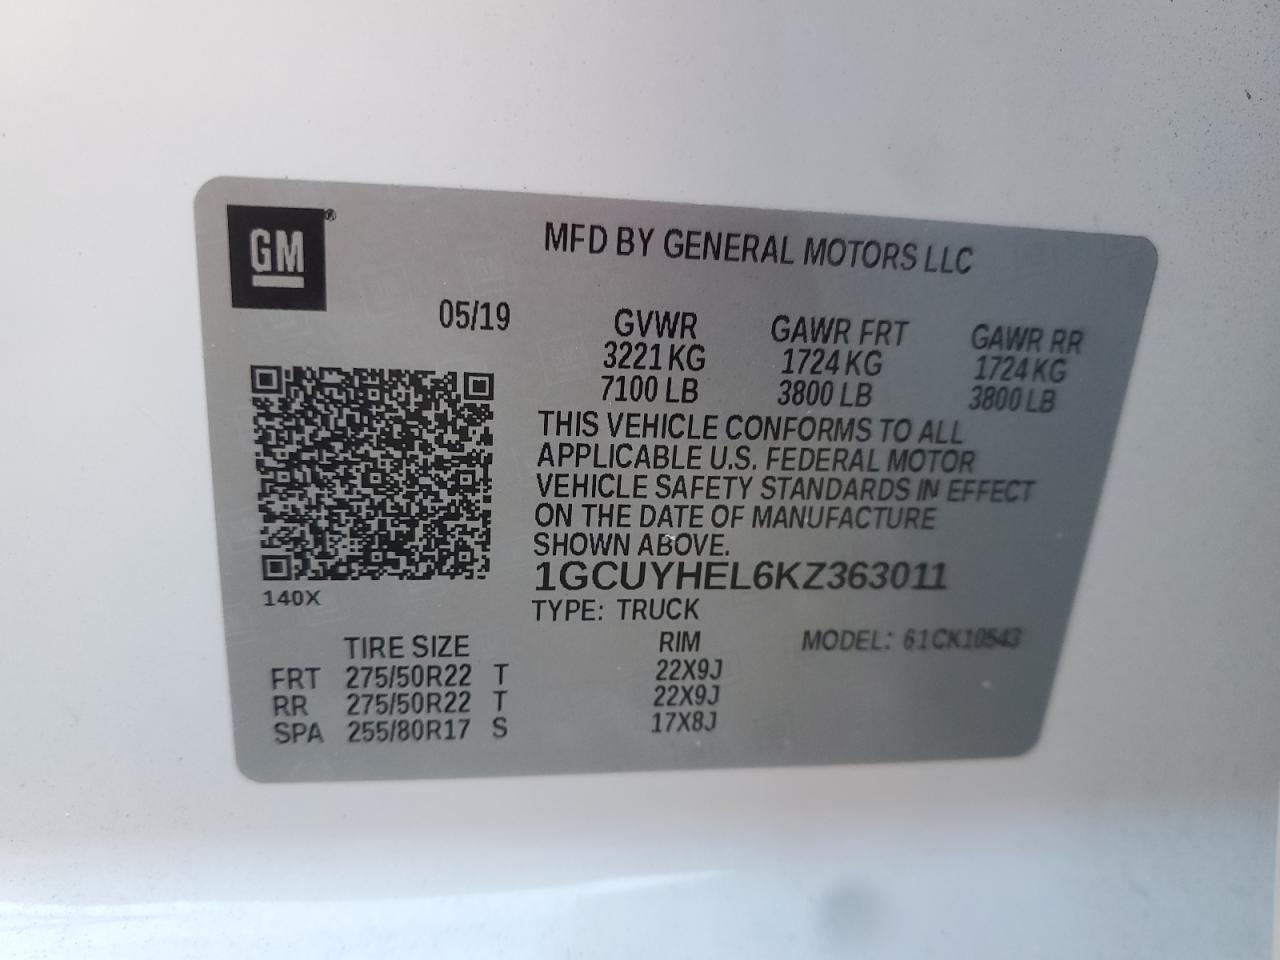 GM®
MFD BY GENERAL MOTORS LLC
05/19
GVWR GAWR FRT GAWR RR
3221 KG 1724 KG 1724 KG
7100 LB 3800 LB 3800 LB
THIS VEHICLE CONFORMS TO ALL
APPLICABLE U.S. FEDERAL MOTOR
VEHICLE SAFETY STANDARDS IN EFFECT
ON THE DATE OF MANUFACTURE
SHOWN ABOVE.
1GCUYHEL6KZ363011
140X
TYPE: TRUCK
TIRE SIZE RIM MODEL: 61CK10543
FRT 275/50R22 T 22X9J
RR 275/50R22 T 22X9J
SPA 255/80R17 S 17X8J